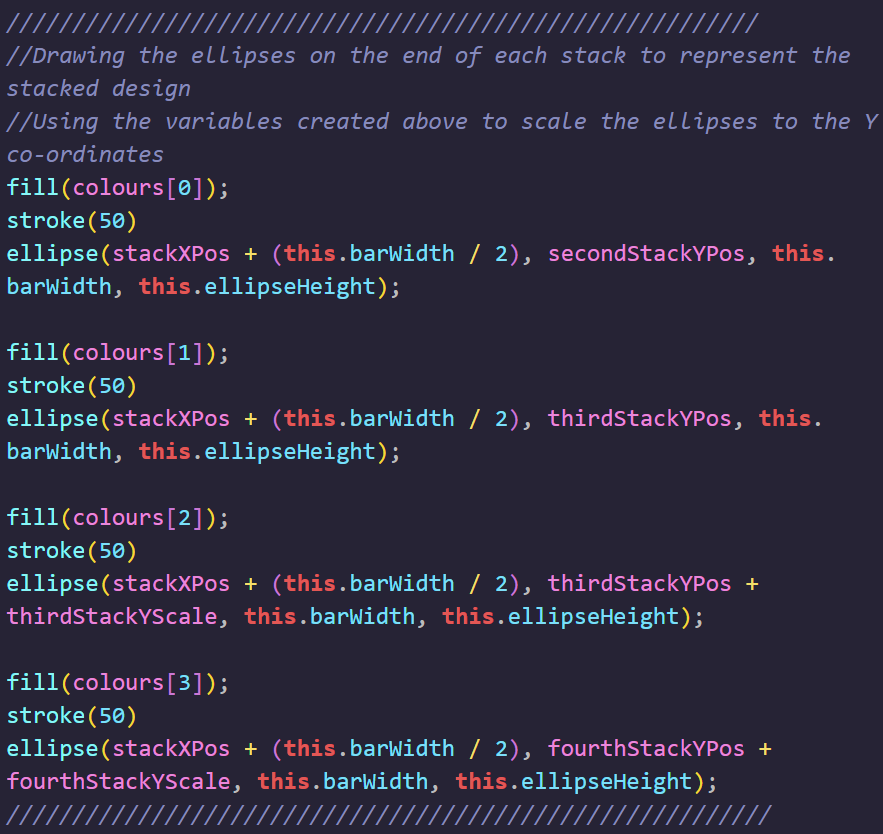 //////////////////////////////////////////////////////////
//Drawing the ellipses on the end of each stack to represent the
stacked design
//Using the variables created above to scale the ellipses to the Y
co-ordinates
fill(colours[0]);
stroke(50)
ellipse(stackXPos + (this.barWidth / 2), secondStackYPos, this.
barWidth, this.ellipseHeight);

fill(colours[1]);
stroke(50)
ellipse(stackXPos + (this.barWidth / 2), thirdStackYPos, this.
barWidth, this.ellipseHeight);

fill(colours[2]);
stroke(50)
ellipse(stackXPos + (this.barWidth / 2), thirdStackYPos +
thirdStackYScale, this.barWidth, this.ellipseHeight);

fill(colours[3]);
stroke(50)
ellipse(stackXPos + (this.barWidth / 2), fourthStackYPos +
fourthStackYScale, this.barWidth, this.ellipseHeight);
///////////////////////////////////////////////////////////